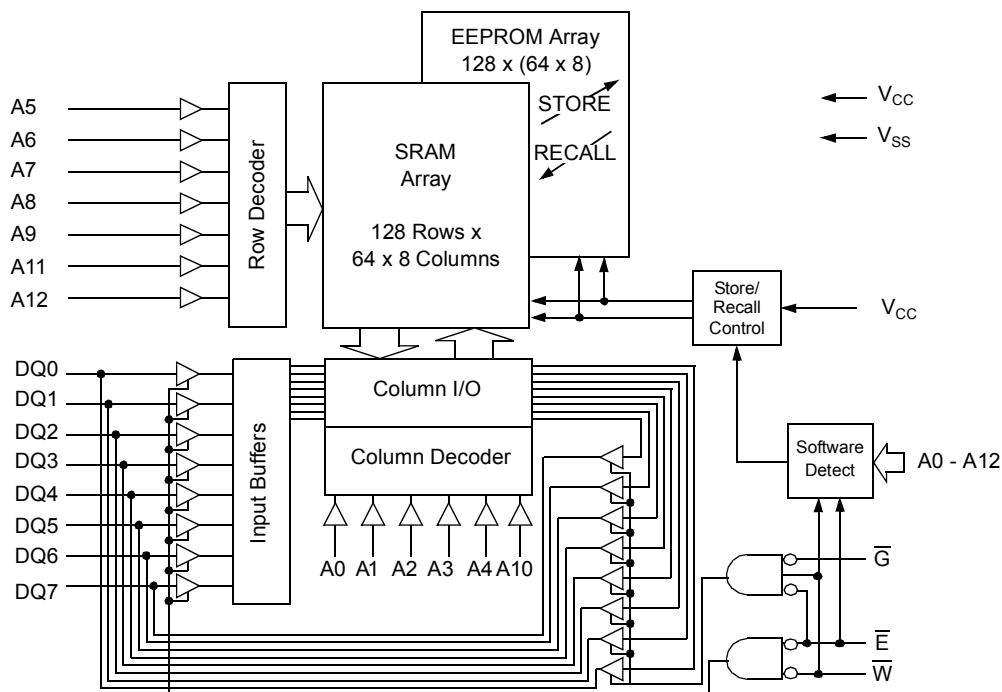 EEPROM Array
128 x (64 x 8)
STORE
RECALL
SRAM
Array
128 Rows x
64 x 8 Columns
Row Decoder
A5
A6
A7
A8
A9
A11
A12
VCC
VSS
Store/
Recall
Control
VCC
DQ0
DQ1
DQ2
DQ3
DQ4
DQ5
DQ6
DQ7
Input Buffers
Column I/O
Column Decoder
A0 A1 A2 A3 A4 A10
Software
Detect
A0 - A12
G̅
E̅
W̅